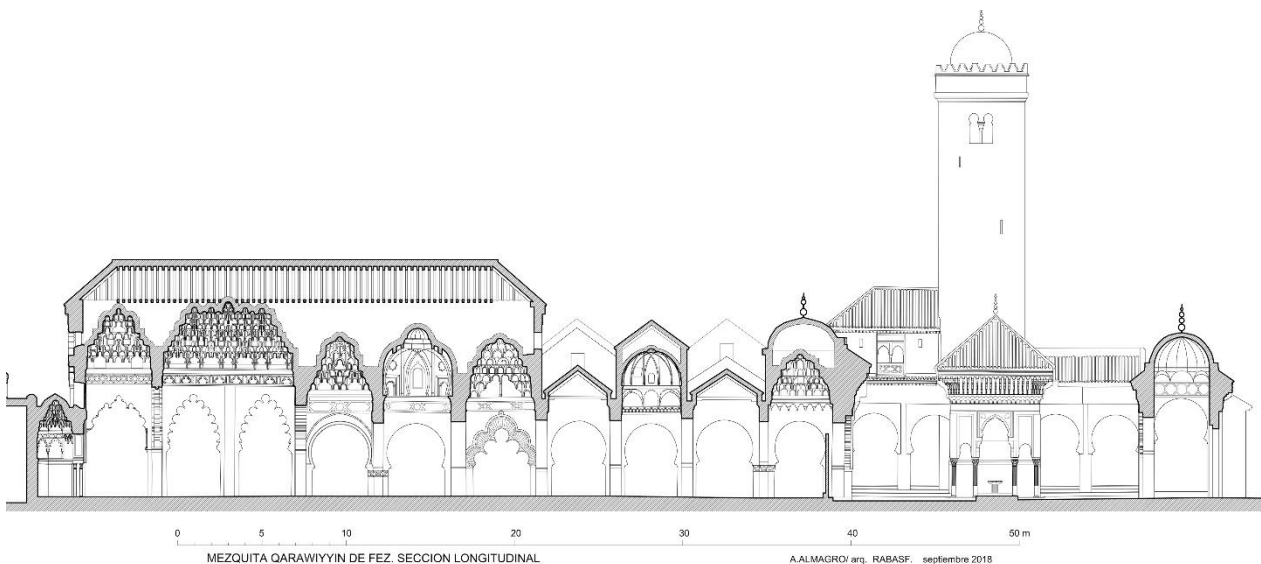 0 5 10 20 30 40 50 m
MEZQUITA QARAWIYYIN DE FEZ. SECCION LONGITUDINAL A.ALMAGRO/ arq. RABASF. septiembre 2018